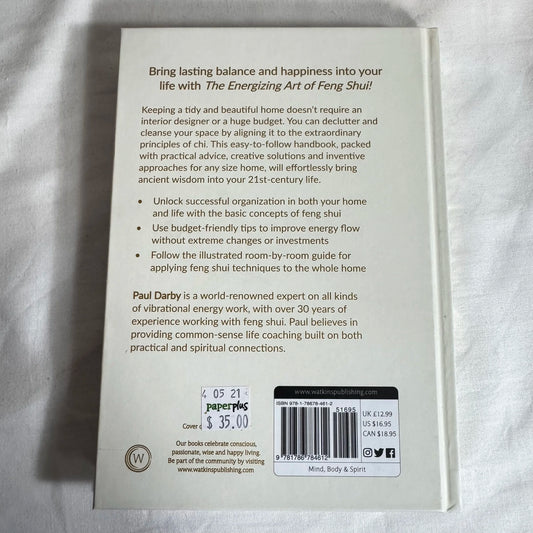 Bring lasting balance and happiness into your
life with The Energizing Art of Feng Shui!
Keeping a tidy and beautiful home doesn't require an
interior designer or a huge budget. You can declutter and
cleanse your space by aligning it to the extraordinary
principles of chi. This easy-to-follow handbook, packed
with practical advice, creative solutions and inventive
approaches for any size home, will effortlessly bring
ancient wisdom into your 21st-century life.
• Unlock successful organization in both your home
and life with the basic concepts of feng shui
• Use budget-friendly tips to improve energy flow
without extreme changes or investments
• Follow the illustrated room-by-room guide for
applying feng shui techniques to the whole home
Paul Darby is a world-renowned expert on all kinds
of vibrational energy work, with over 30 years of
experience working with feng shui. Paul believes in
providing common-sense life coaching built on both
practical and spiritual connections.
05 21
paperplus
$ 35.00
Cover
W
Our books celebrate conscious,
passionate, wise and happy living.
Be part of the community by visiting
www.watkinspublishing.com
www.watkinspublishing.com
ISBN 978-1-78678-461-2
51695
9 781786 784612
UK £12.99
US $16.95
CAN $18.95
Mind, Body & Spirit